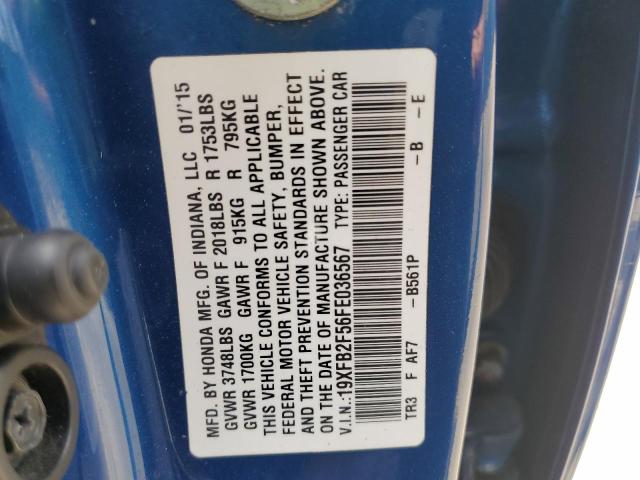 MFD. BY HONDA MFG. OF INDIANA, LLC 01/'15
GVWR 3748LBS GAWR F 2018LBS R 1753LBS
GVWR 1700KG GAWR F 915KG R 795KG
THIS VEHICLE CONFORMS TO ALL APPLICABLE
FEDERAL MOTOR VEHICLE SAFETY, BUMPER,
AND THEFT PREVENTION STANDARDS IN EFFECT
ON THE DATE OF MANUFACTURE SHOWN ABOVE.
V.I.N.:19XFB2F56FE036567 TYPE: PASSENGER CAR
TR3 F AF7 -B561P -B -E